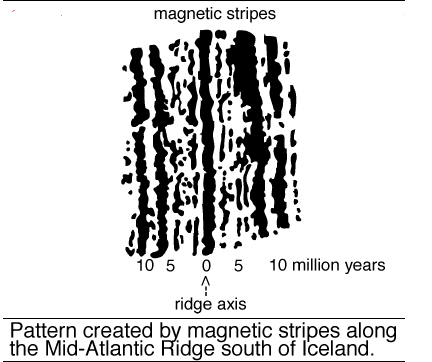 magnetic stripes
10 5 0 5 10 million years
ridge axis
Pattern created by magnetic stripes along
the Mid-Atlantic Ridge south of Iceland.